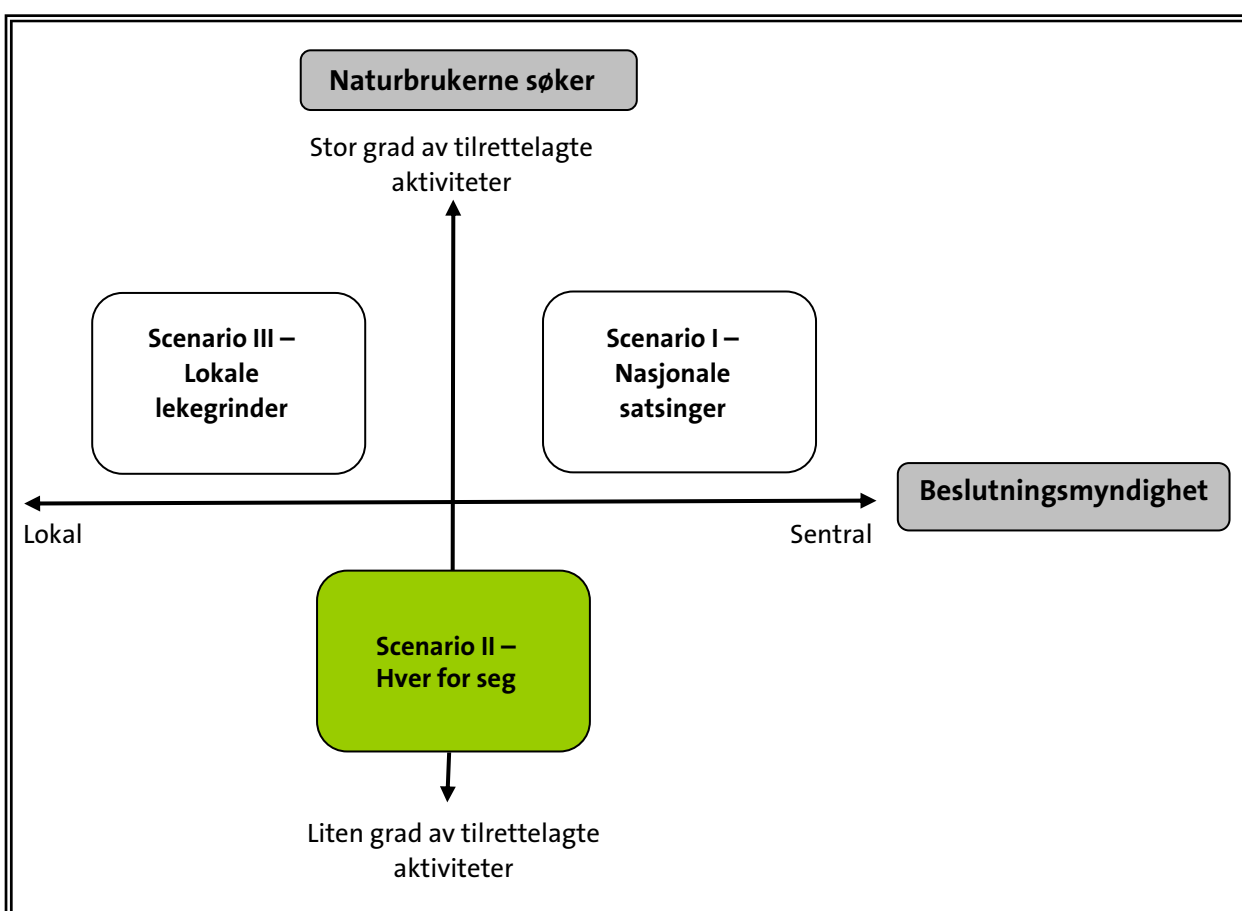 Naturbrukerne søker
Stor grad av tilrettelagte
aktiviteter
Scenario III –
Lokale
lekegrinder
Scenario I –
Nasjonale
satsinger
Beslutningsmyndighet
Lokal
Sentral
Scenario II –
Hver for seg
Liten grad av tilrettelagte
aktiviteter